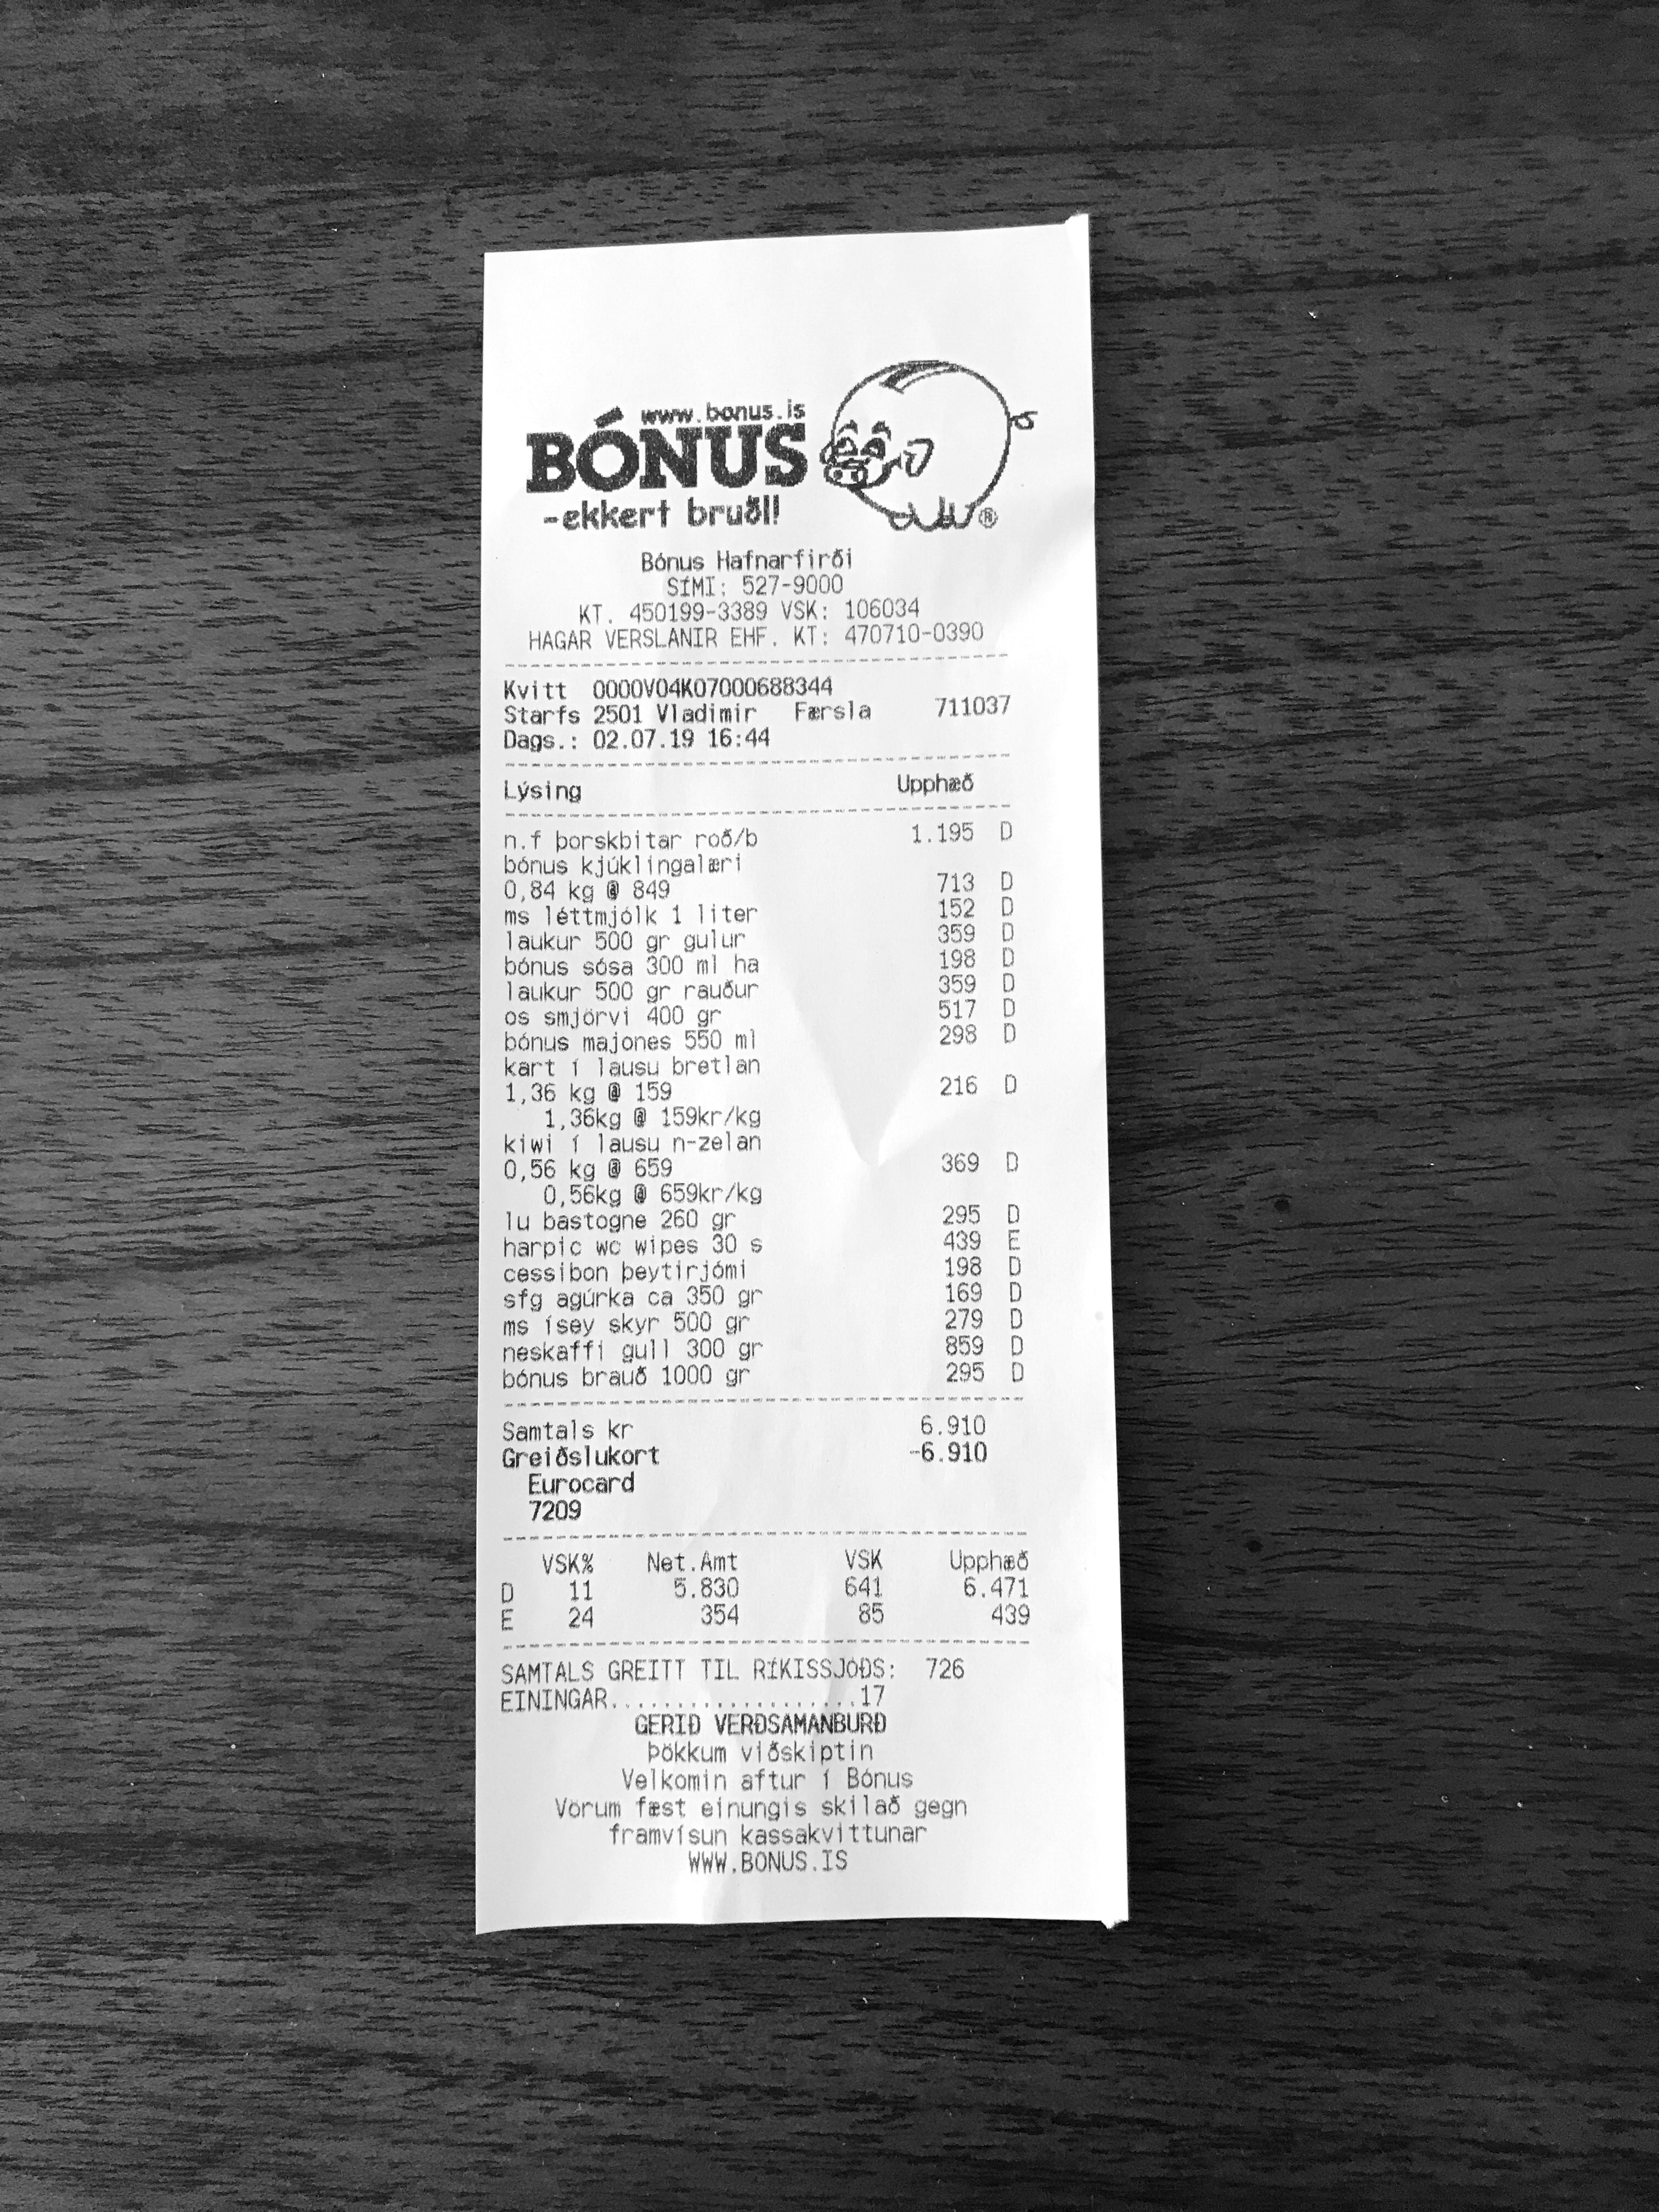 www.bonus.is
BÓNUS
-ekkert bruðl!
®
Bónus Hafnarfirði
SÍMI: 527-9000
KT. 450199-3389 VSK: 106034
HAGAR VERSLANIR EHF. KT: 470710-0390
Kvitt 0000V04K07000688344
Starfs 2501 Vladimir Færsla 711037
Dags.: 02.07.19 16:44
Lýsing Upphæð
n.f þorskbitar roð/b 1.195 D
bónus kjúklingalæri
0,84 kg @ 849 713 D
ms léttmjólk 1 liter 152 D
laukur 500 gr gulur 359 D
bónus sósa 300 ml ha 198 D
laukur 500 gr rauður 359 D
os smjörvi 400 gr 517 D
bónus majones 550 ml 298 D
kart í lausu bretlan
1,36 kg @ 159 216 D
1,36kg @ 159kr/kg
kiwi í lausu n-zelan
0,56 kg @ 659 369 D
0,56kg @ 659kr/kg
lu bastogne 260 gr 295 D
harpic wc wipes 30 s 439 E
cessibon þeytirjómi 198 D
sfg agúrka ca 350 gr 169 D
ms ísey skyr 500 gr 279 D
neskaffi gull 300 gr 859 D
bónus brauð 1000 gr 295 D
Samtals kr 6.910
Greiðslukort -6.910
Eurocard
7209
VSK% Net.Amt VSK Upphæð
D 11 5.830 641 6.471
E 24 354 85 439
SAMTALS GREITT TIL RÍKISSJÓÐS: 726
EININGAR...................17
GERIÐ VERÐSAMANBURÐ
Þökkum viðskiptin
Velkomin aftur í Bónus
Vörum fæst einungis skilað gegn
framvísun kassakvittunar
WWW.BONUS.IS